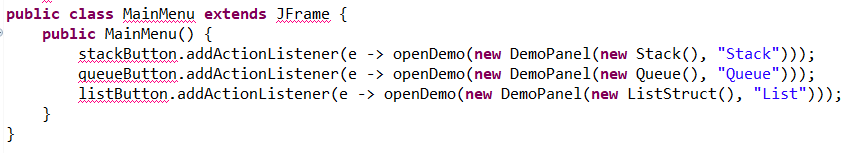 public class MainMenu extends JFrame {
    public MainMenu() {
        stackButton.addActionListener(e -> openDemo(new DemoPanel(new Stack(), "Stack")));
        queueButton.addActionListener(e -> openDemo(new DemoPanel(new Queue(), "Queue")));
        listButton.addActionListener(e -> openDemo(new DemoPanel(new ListStruct(), "List")));
    }
}